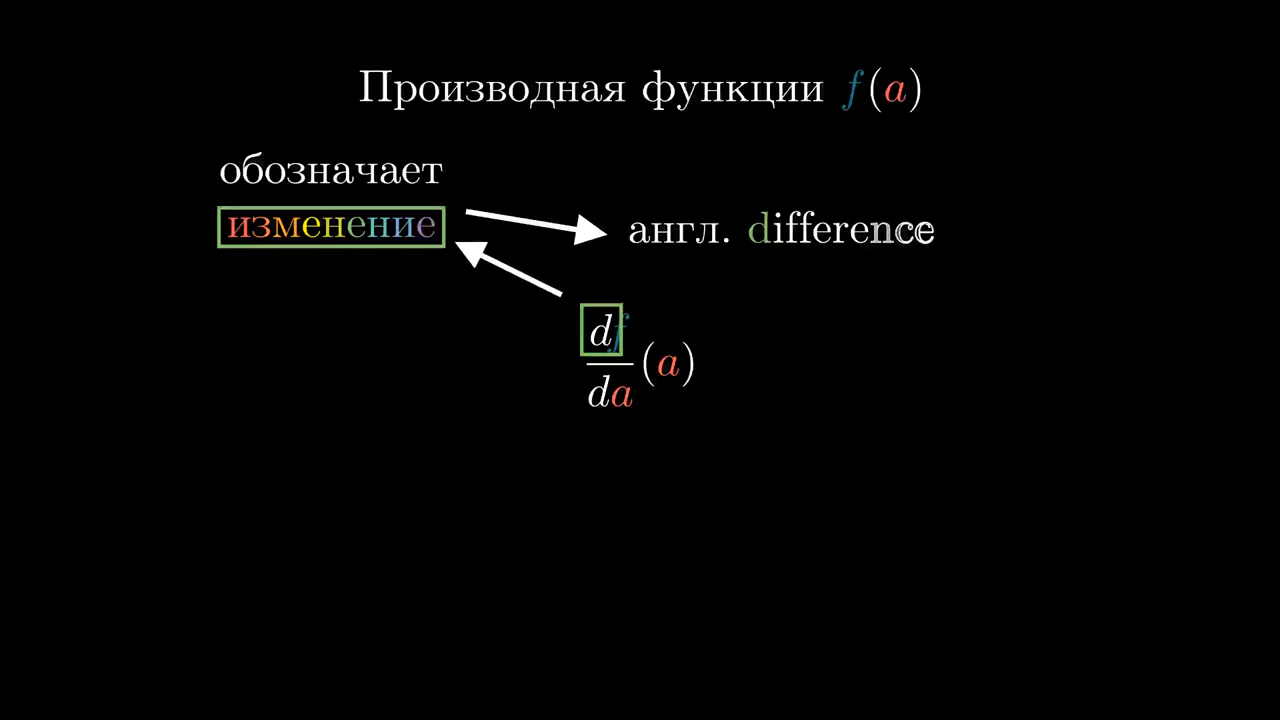 Производная функции f(a)
обозначает
изменение
англ. difference
df
da
(a)